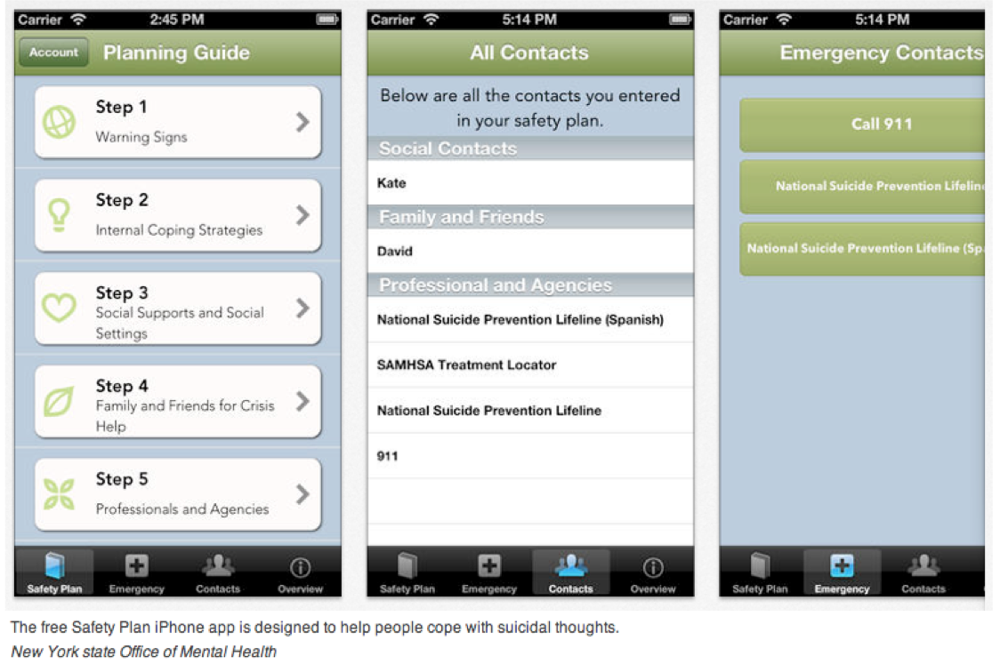 Carrier 2:45 PM
Account Planning Guide
Step 1
Warning Signs
Step 2
Internal Coping Strategies
Step 3
Social Supports and Social
Settings
Step 4
Family and Friends for Crisis
Help
Step 5
Professionals and Agencies
Safety Plan Emergency Contacts Overview
Carrier 5:14 PM
All Contacts
Below are all the contacts you entered
in your safety plan.
Social Contacts
Kate
Family and Friends
David
Professional and Agencies
National Suicide Prevention Lifeline (Spanish)
SAMHSA Treatment Locator
National Suicide Prevention Lifeline
911
Safety Plan Emergency Contacts Overview
Carrier 5:14 PM
Emergency Contacts
Call 911
National Suicide Prevention Lifeline
National Suicide Prevention Lifeline (Sp
Safety Plan Emergency Contacts
The free Safety Plan iPhone app is designed to help people cope with suicidal thoughts.
New York state Office of Mental Health